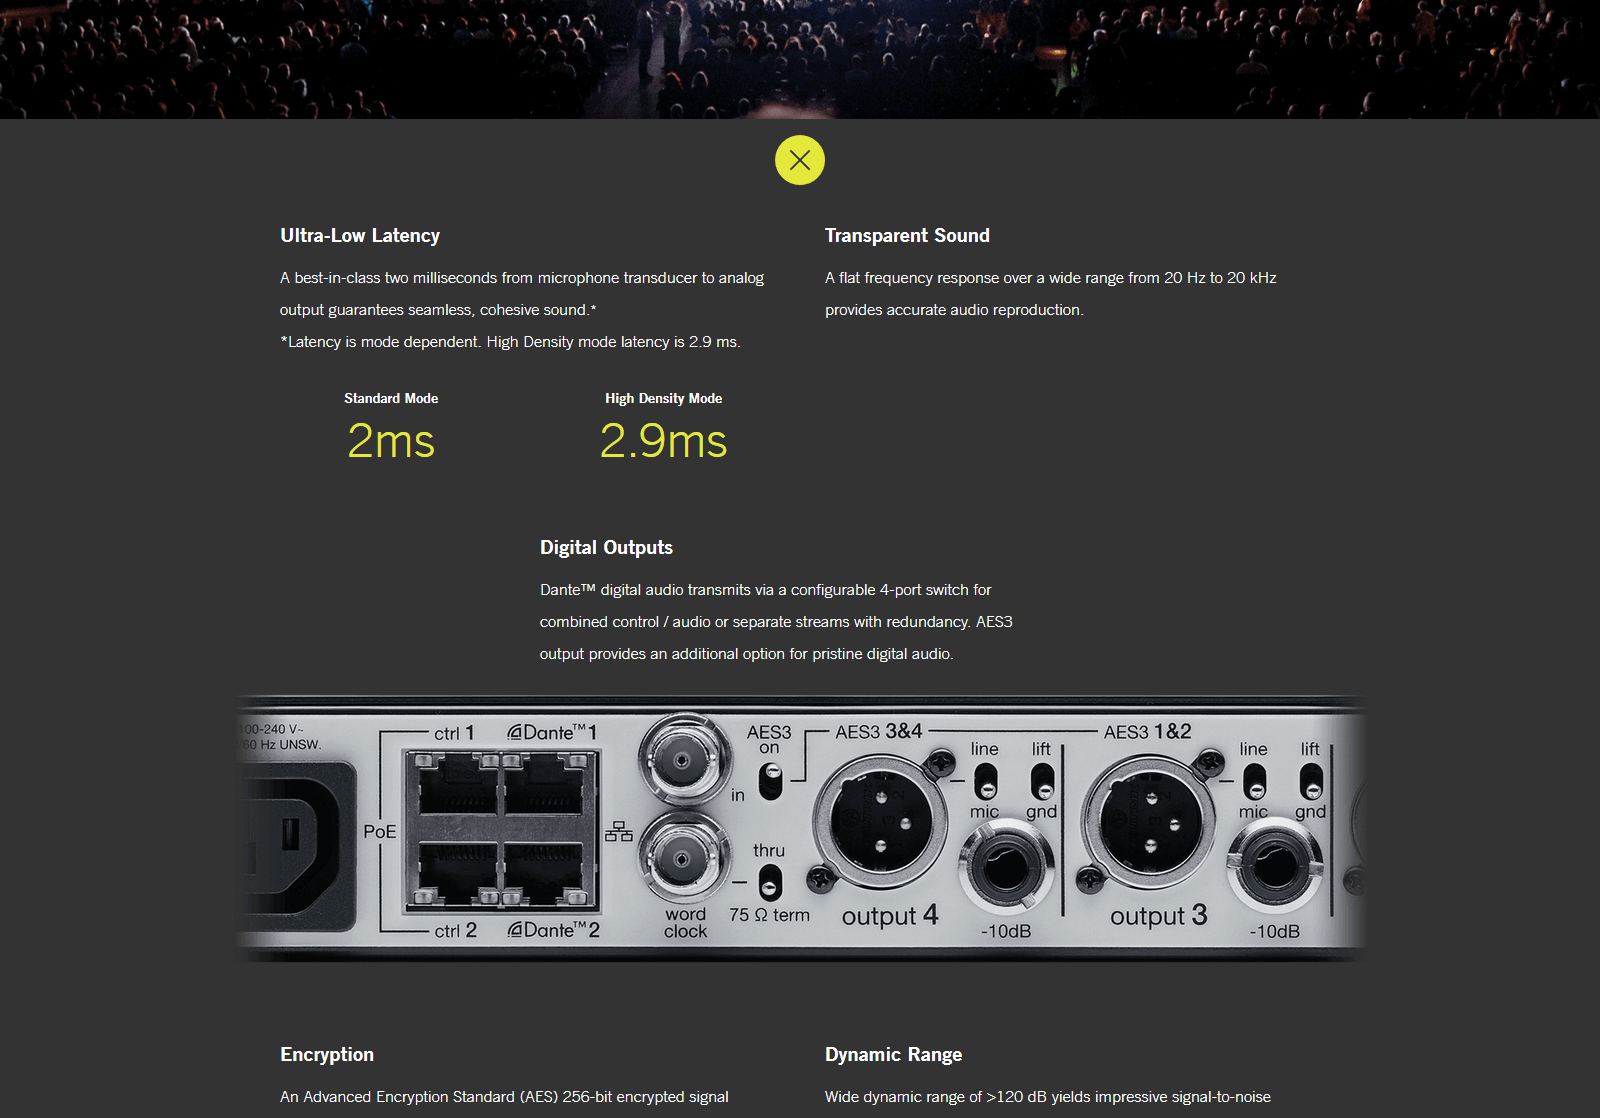 Ultra-Low Latency
A best-in-class two milliseconds from microphone transducer to analog
output guarantees seamless, cohesive sound.*
*Latency is mode dependent. High Density mode latency is 2.9 ms.
Standard Mode
2ms
High Density Mode
2.9ms
Transparent Sound
A flat frequency response over a wide range from 20 Hz to 20 kHz
provides accurate audio reproduction.
Digital Outputs
Dante™ digital audio transmits via a configurable 4-port switch for
combined control / audio or separate streams with redundancy. AES3
output provides an additional option for pristine digital audio.
100-240 V~
/60 Hz UNSW.
PoE
ctrl 1
Dante™ 1
ctrl 2
Dante™ 2
in
word
clock
AES3
on
thru
75 Ω term
AES3 3&4
line
lift
mic
gnd
output 4
-10dB
AES3 1&2
line
lift
mic
gnd
output 3
-10dB
Encryption
An Advanced Encryption Standard (AES) 256-bit encrypted signal
Dynamic Range
Wide dynamic range of >120 dB yields impressive signal-to-noise